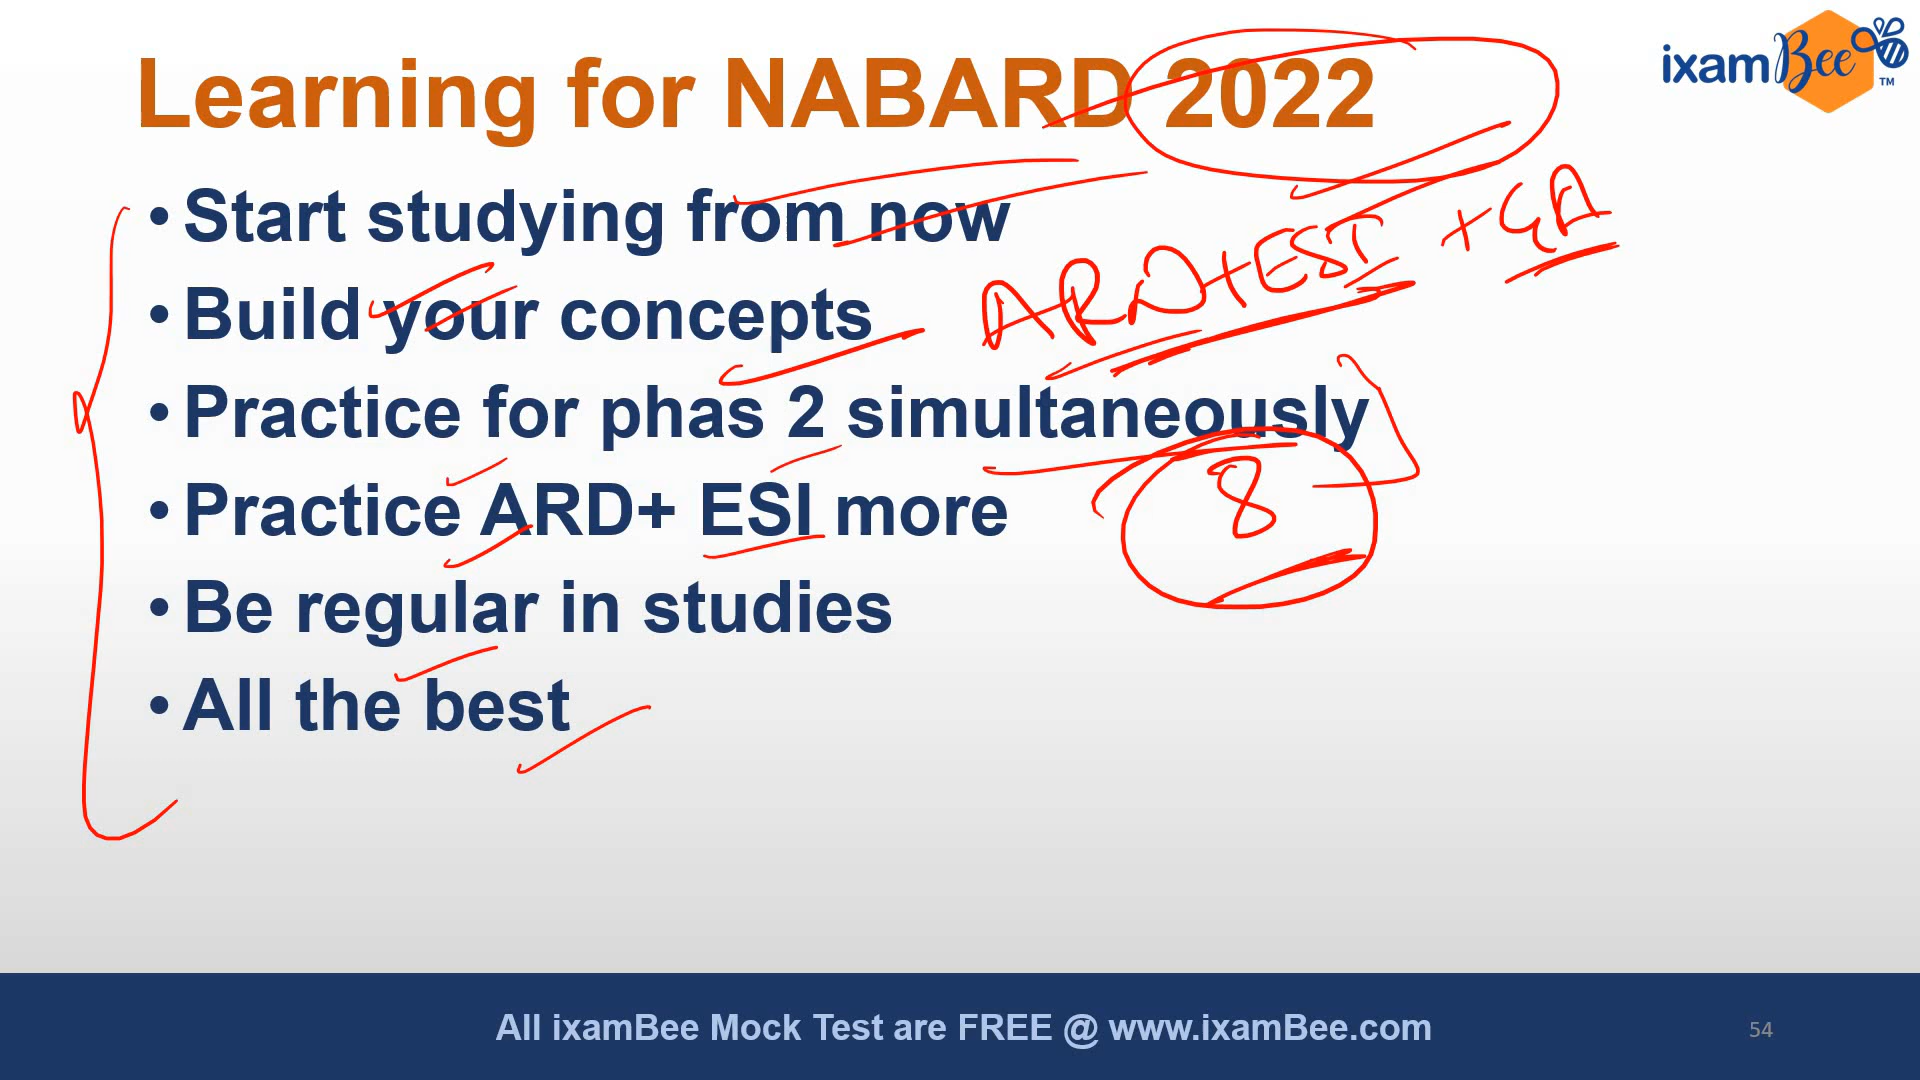 Learning for NABARD 2022
ixamBee TM
• Start studying from now
ARD+ESI +GA
• Build your concepts
• Practice for phas 2 simultaneously
8
• Practice ARD+ ESI more
• Be regular in studies
• All the best
All ixamBee Mock Test are FREE @ www.ixamBee.com
54